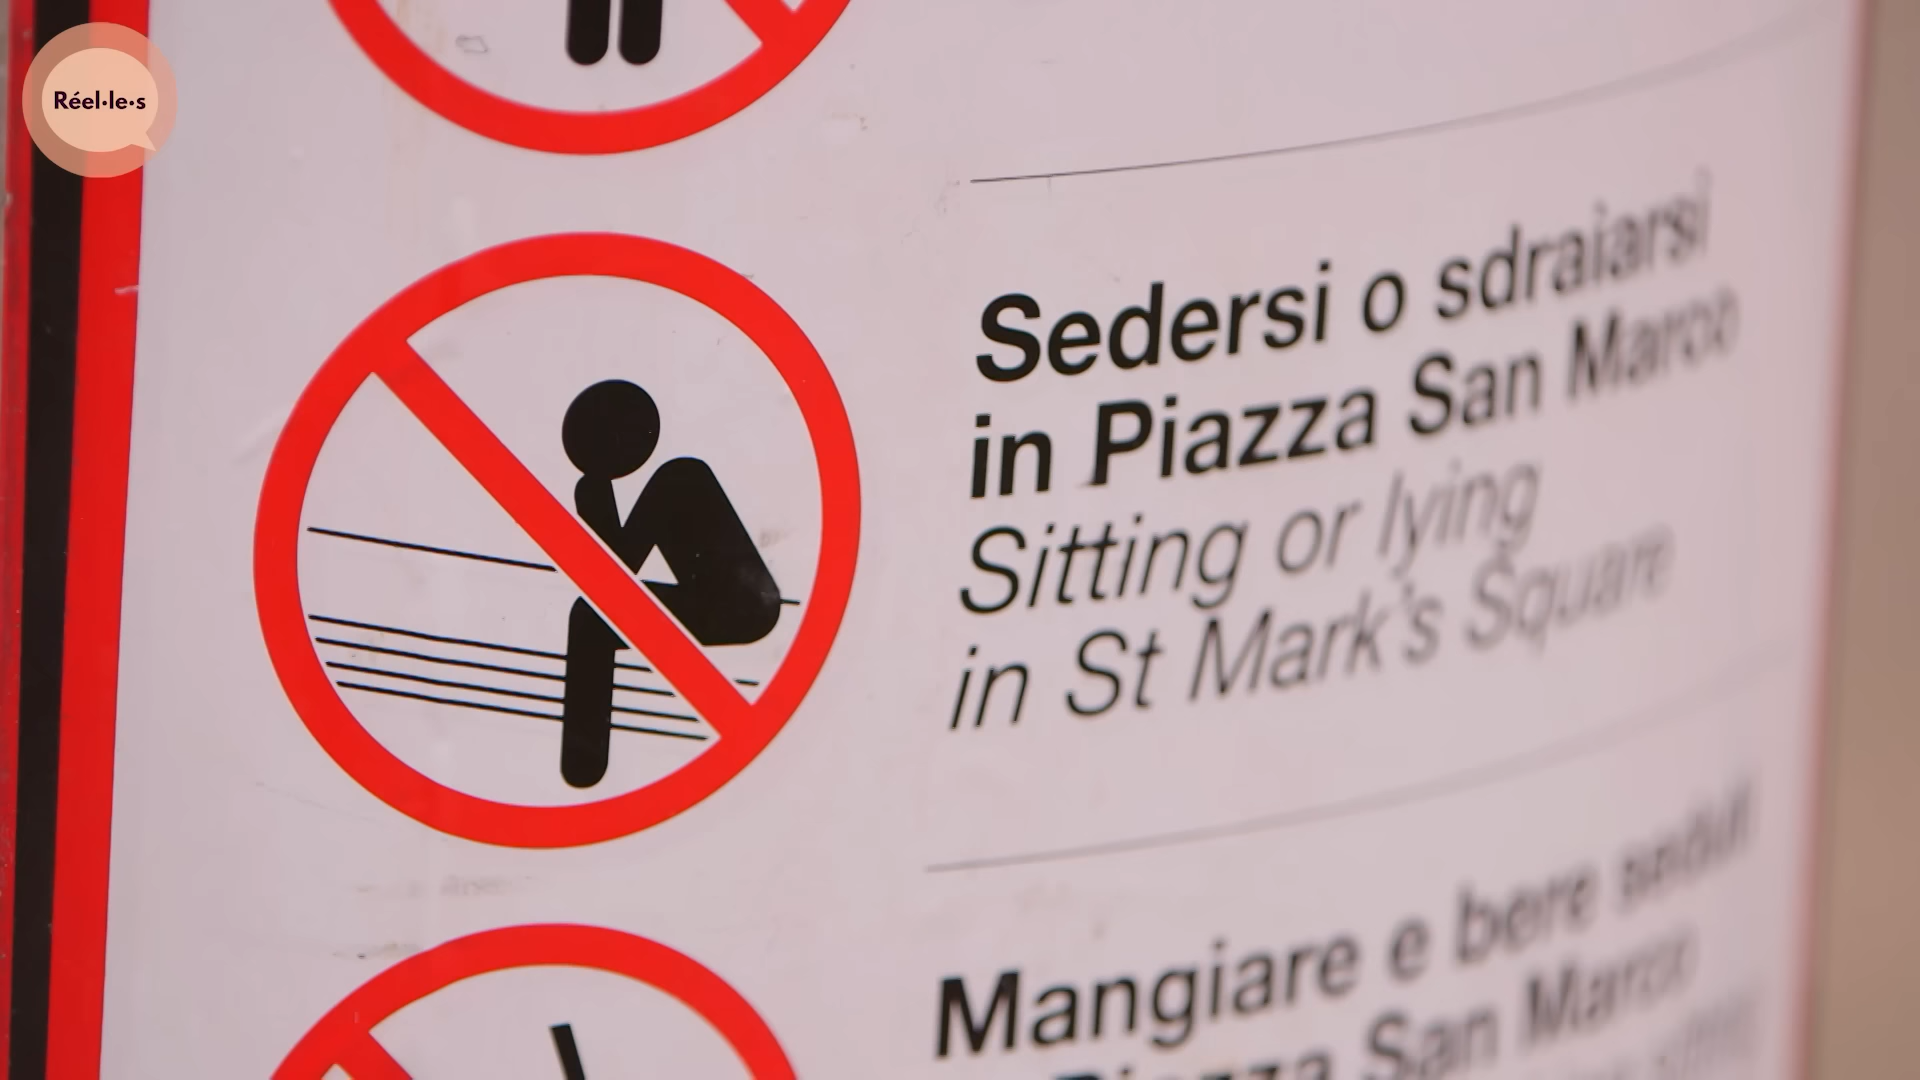 Réel·le·s
Sedersi o sdraiarsi
in Piazza San Marco
Sitting or lying
in St Mark's Square
Mangiare e bere seduti
Piazza San Marco